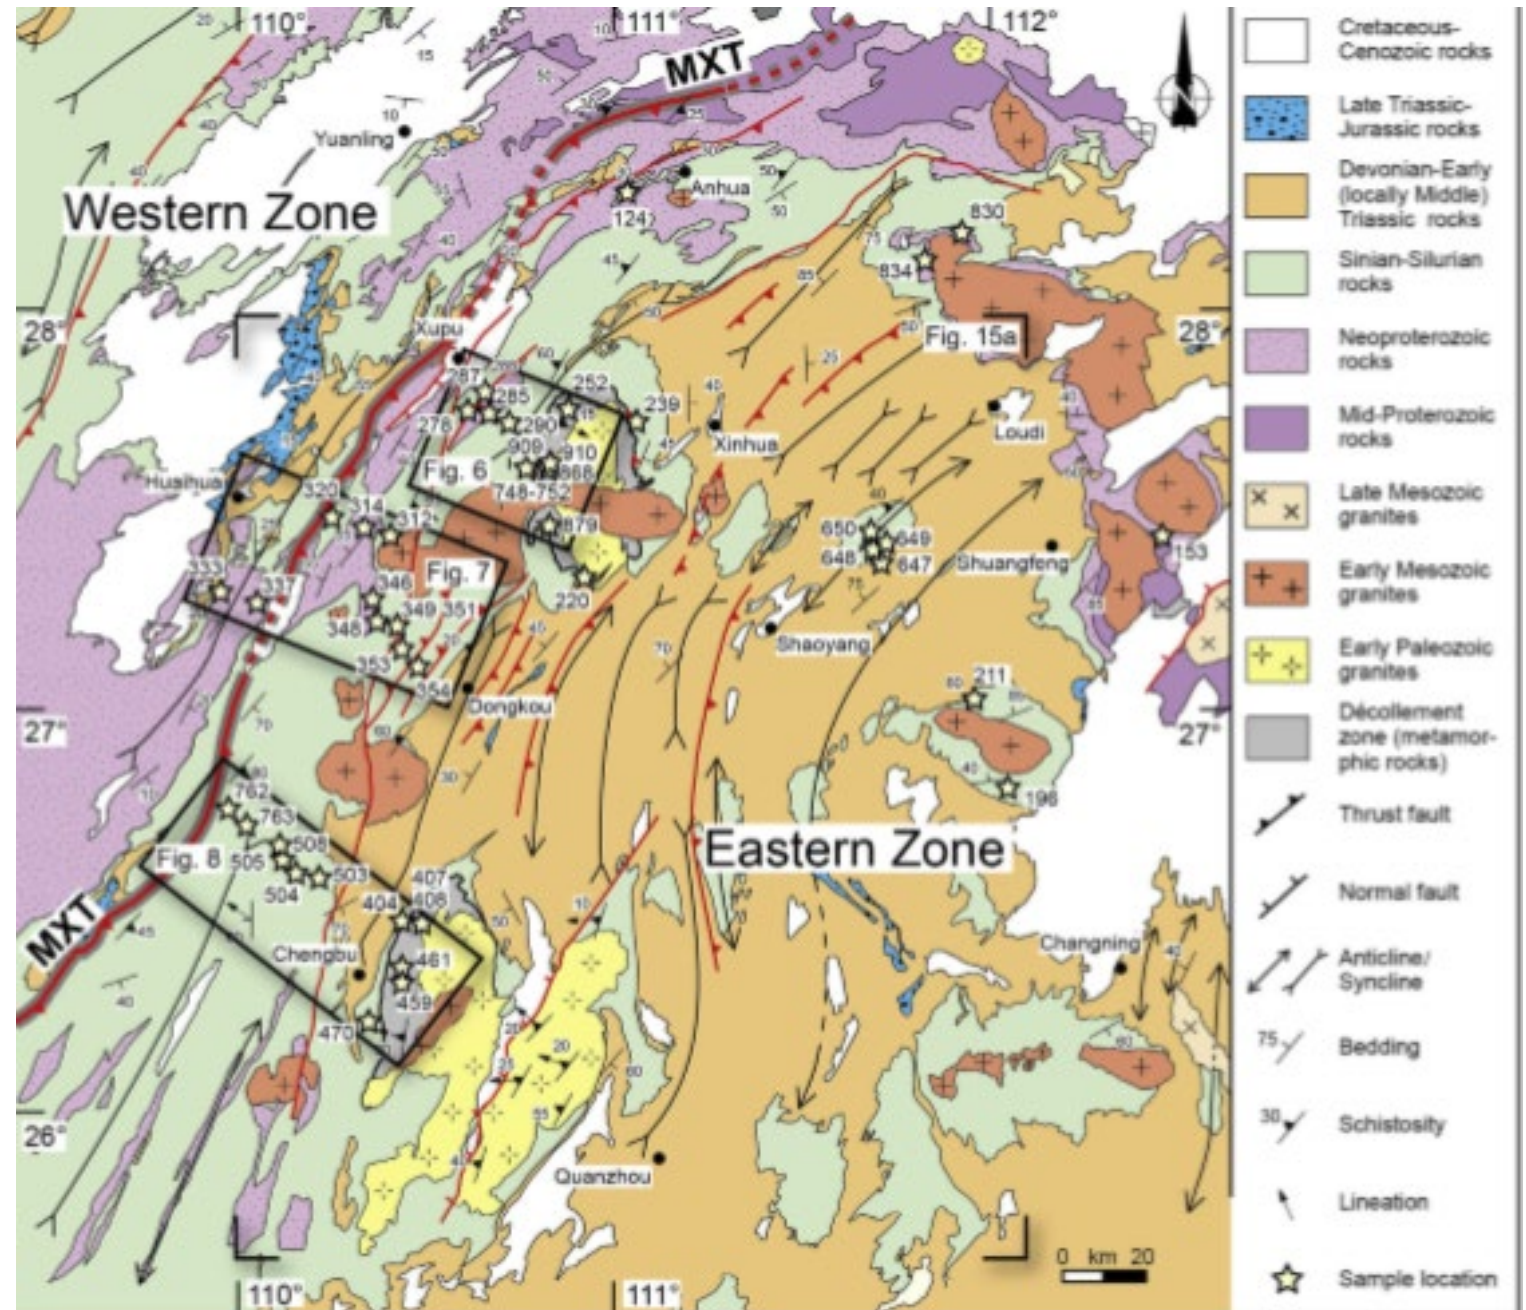 110°
111°
112°
MXT
Yuanling
Western Zone
Anhua
124
830
834
28°
28°
Xupu
Fig. 15a
287
285
252
278
290
239
Loudi
909
910
Xinhua
Fig. 6
868
748-752
Huaihua
320
314
312
879
650
649
648
647
Shuangfeng
153
333
337
Fig. 7
346
349
351
348
220
Shaoyang
353
354
Dongkou
211
27°
27°
196
762
763
508
Fig. 8
505
503
504
Eastern Zone
407
404
408
MXT
Chengbu
461
459
470
Changning
26°
Quanzhou
110°
111°
0 km 20
Cretaceous-
Cenozoic rocks
Late Triassic-
Jurassic rocks
Devonian-Early
(locally Middle)
Triassic rocks
Sinian-Silurian
rocks
Neoproterozoic
rocks
Mid-Proterozoic
rocks
Late Mesozoic
granites
Early Mesozoic
granites
Early Paleozoic
granites
Décollement
zone (metamor-
phic rocks)
Thrust fault
Normal fault
Anticline/
Syncline
75
Bedding
30
Schistosity
Lineation
Sample location